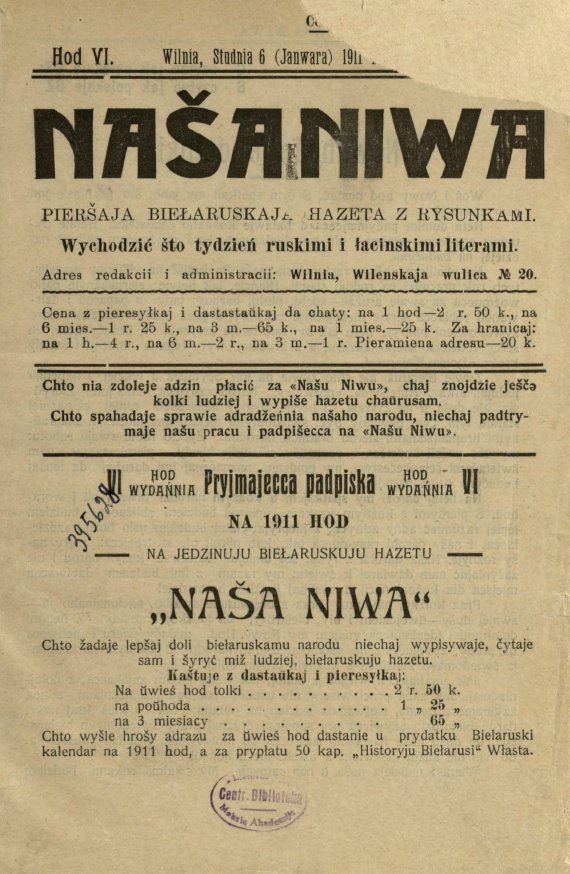 Hod VI. Wilnia, Studnia 6 (Janwara) 1911
NAŠA NIWA
PIERŠAJA BIEŁARUSKAJA HAZETA Z RYSUNKAMI.
Wychodzić što tydzień ruskimi i łacinskimi literami.
Adres redakcii i administracii: Wilnia, Wilenskaja wulica № 20.
Cena z pieresyłkaj i dastastaŭkaj da chaty: na 1 hod—2 r. 50 k., na
6 mies.—1 r. 25 k., na 3 m.—65 k., na 1 mies.—25 k. Za hranicaj:
na 1 h.—4 r., na 6 m.—2 r., na 3 m.—1 r. Pieramiena adresu—20 k.
Chto nia zdoleje adzin płacić za «Našu Niwu», chaj znojdzie ješče
kolki ludziej i wypiše hazetu chaŭrusam.
Chto spahadaje sprawie adradžeńnia našaho narodu, niechaj padtry-
maje našu pracu i padpišecca na «Našu Niwu».
VI HOD WYDAŃNIA Pryjmajecca padpiska HOD WYDAŃNIA VI
NA 1911 HOD
NA JEDZINUJU BIEŁARUSKUJU HAZETU
„NAŠA NIWA“
Chto žadaje lepšaj doli biełaruskamu narodu niechaj wypisywaje, čytaje
sam i šyryć miž ludziej, biełaruskuju hazetu.
Kaštuje z dastaŭkaj i pieresyłkaj:
Na ŭwieś hod tolki . . . . . . . . . . 2 r. 50 k.
na poŭhoda . . . . . . . . . . . . . 1 „ 25 „
na 3 miesiacy . . . . . . . . . . 65 „
Chto wyšle hrošy adrazu za ŭwieś hod dastanie u prydatku Biełaruski
kalendar na 1911 hod, a za prypłatu 50 kap. „Historyju Biełarusi“ Własta.
395628
Centr. Biblioteka
Mokslų Akademija